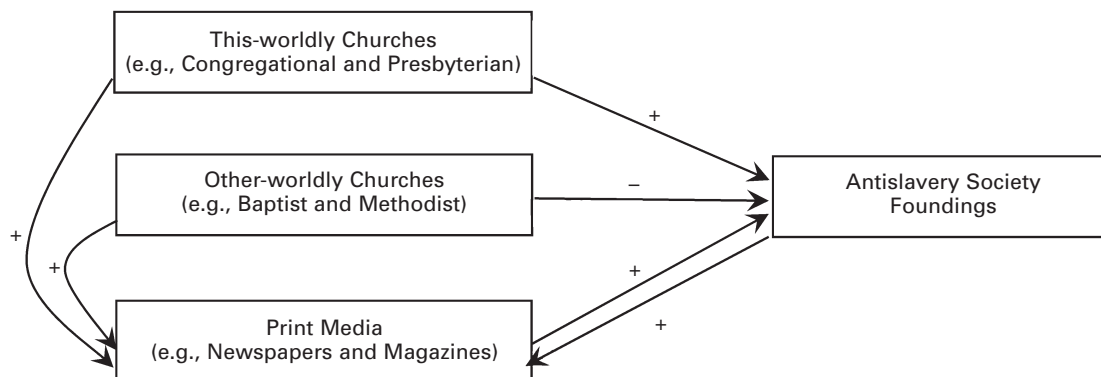 This-worldly Churches
(e.g., Congregational and Presbyterian)
+
Other-worldly Churches
(e.g., Baptist and Methodist)
–
Antislavery Society
Foundings
+
+
+
+
Print Media
(e.g., Newspapers and Magazines)